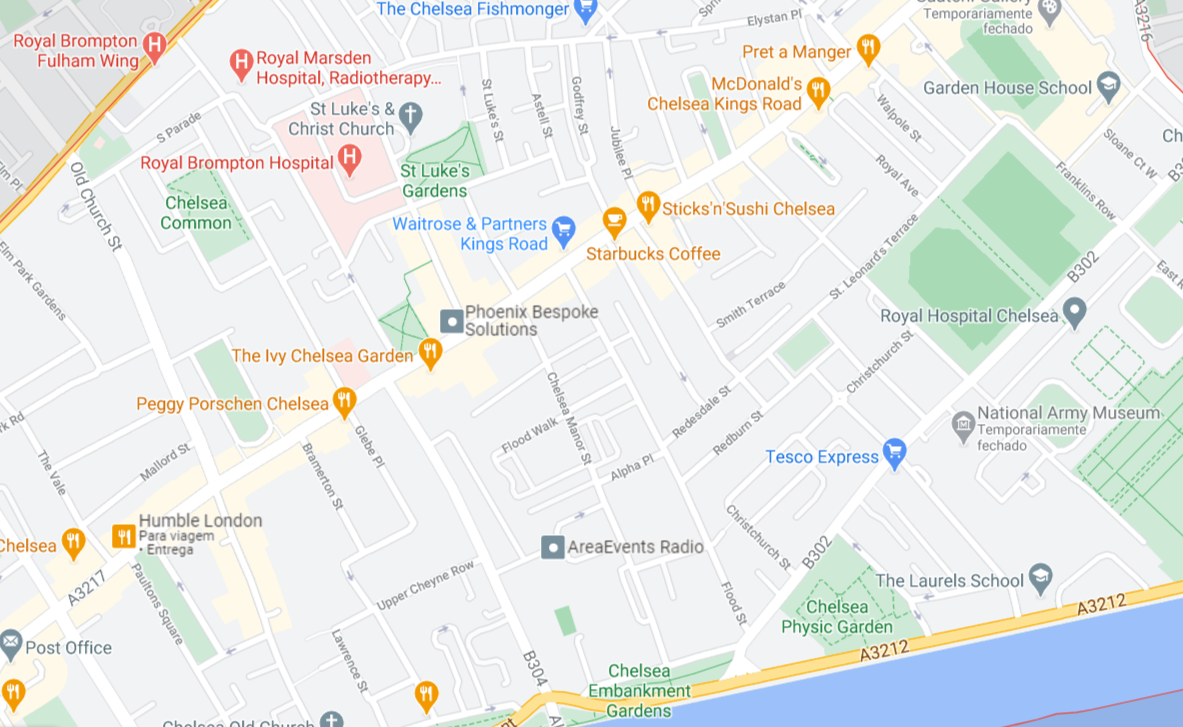 The Chelsea Fishmonger
Elystan Pl
Temporariamente
fechado
A3216
Royal Brompton
Fulham Wing
Royal Marsden
Hospital, Radiotherapy...
Pret a Manger
McDonald's
Chelsea Kings Road
Garden House School
St Luke's &
Christ Church
S Parade
St Luke's St
Astell St
Godfrey St
Jubilee Pl
Walpole St
Sloane Ct W
Royal Brompton Hospital
St Luke's
Gardens
Royal Ave
Franklins Row
Old Church St
Chelsea
Common
Waitrose & Partners
Kings Road
Sticks'n'Sushi Chelsea
Starbucks Coffee
St. Leonard's Terrace
B302
Elm Park Gardens
Smith Terrace
Royal Hospital Chelsea
Phoenix Bespoke
Solutions
The Ivy Chelsea Garden
Christchurch St
Peggy Porschen Chelsea
Chelsea Manor St
Redesdale St
Redburn St
National Army Museum
Temporariamente
fechado
Glebe Pl
Flood Walk
Alpha Pl
Tesco Express
Mallord St
The Vale
Bramerton St
Humble London
Para viagem
• Entrega
Chelsea
AreaEvents Radio
Christchurch St
B302
A3217
Paultons Square
Upper Cheyne Row
Flood St
The Laurels School
Chelsea
Physic Garden
A3212
A3212
Post Office
Lawrence St
B304
Chelsea
Embankment
Gardens
Chelsea Old Church